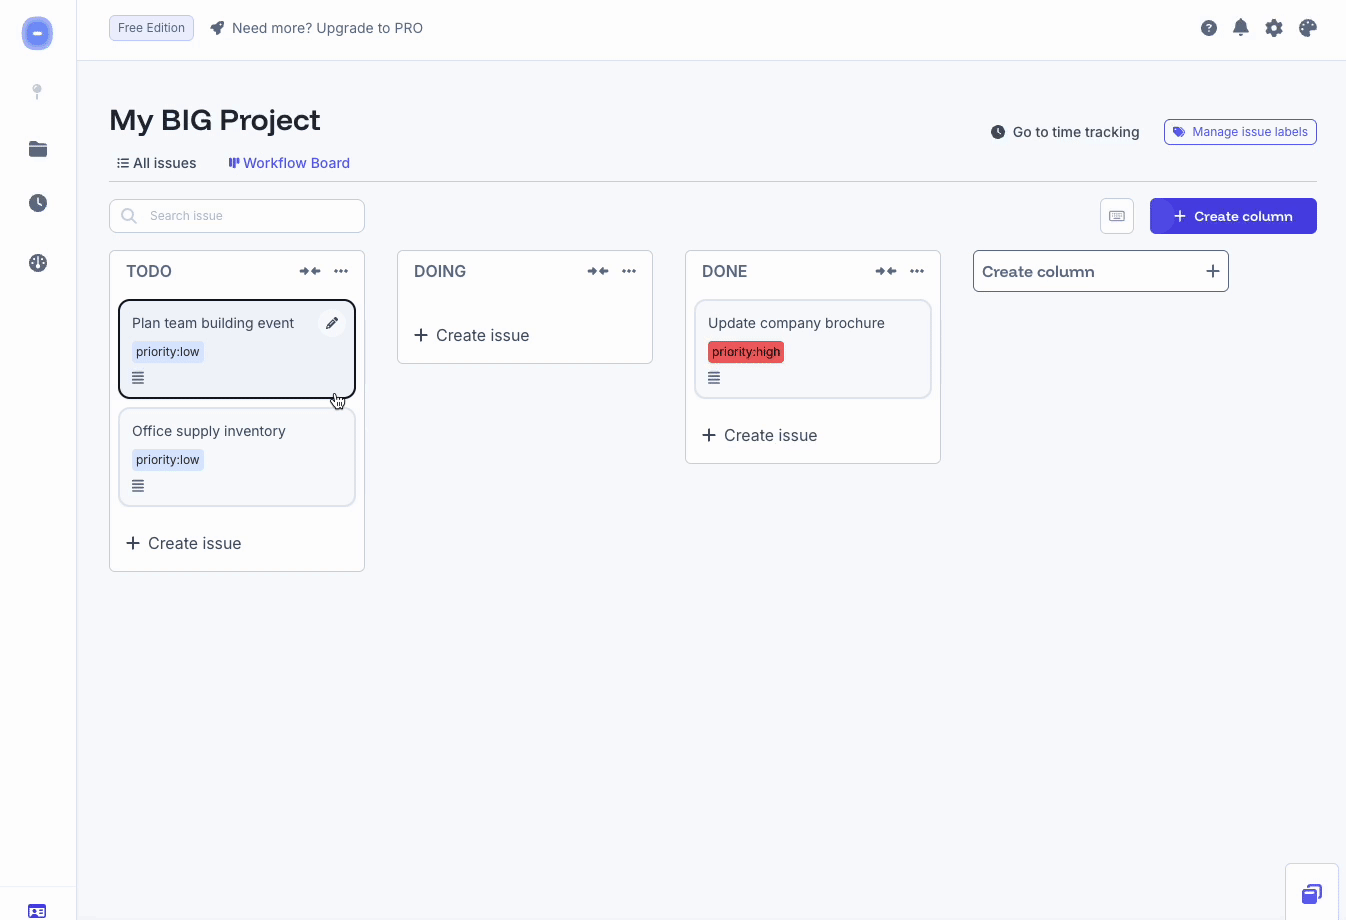 Free Edition
Need more? Upgrade to PRO
My BIG Project
Go to time tracking
Manage issue labels
All issues
Workflow Board
Search issue
Create column
TODO
Plan team building event
priority:low
Office supply inventory
priority:low
Create issue
DOING
Create issue
DONE
Update company brochure
priority:high
Create issue
Create column